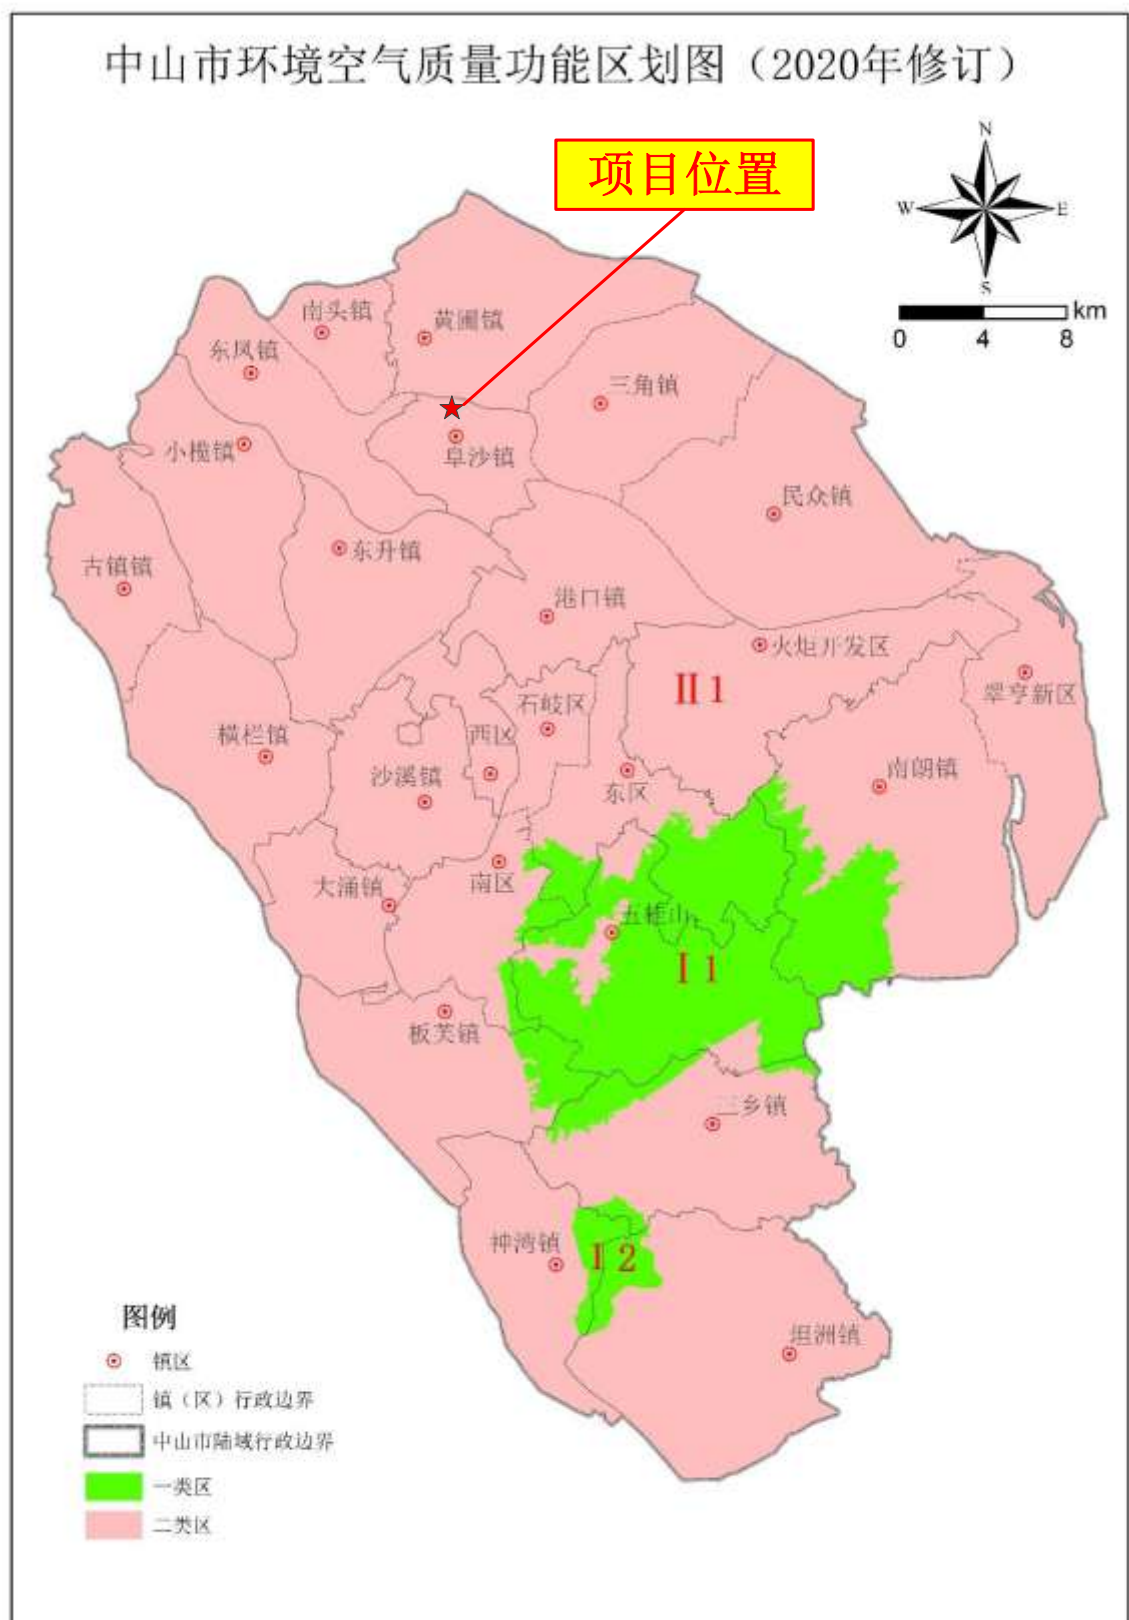 中山市环境空气质量功能区划图（2020年修订）
项目位置
N
W
E
S
km
0
4
8
南头镇
黄圃镇
东凤镇
三角镇
小榄镇
阜沙镇
民众镇
东升镇
古镇镇
港口镇
火炬开发区
翠亨新区
Ⅱ1
石岐区
西区
横栏镇
沙溪镇
东区
南朗镇
南区
大涌镇
五桂山
Ⅰ1
板芙镇
三乡镇
神湾镇
Ⅰ2
坦洲镇
图例
镇区
镇（区）行政边界
中山市陆域行政边界
一类区
二类区